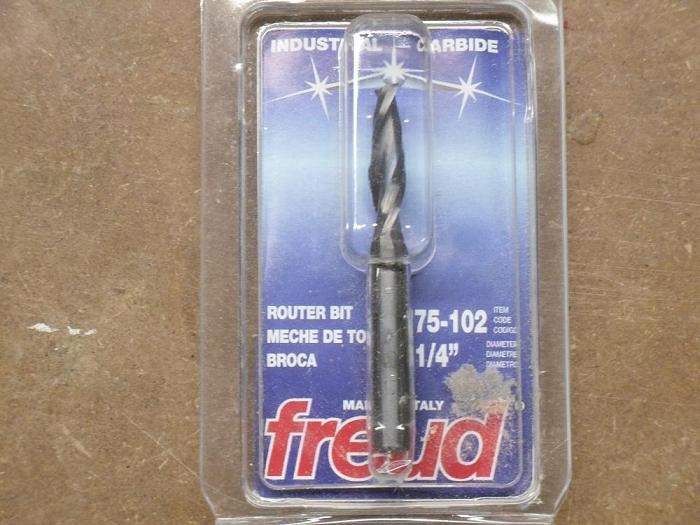 INDUSTRIAL CARBIDE
ROUTER BIT
MECHE DE TO
BROCA
75-102
ITEM
CODE
CODIGO
1/4"
DIAMETER
DIAMETRE
DIAMETRO
MADE ITALY
freud